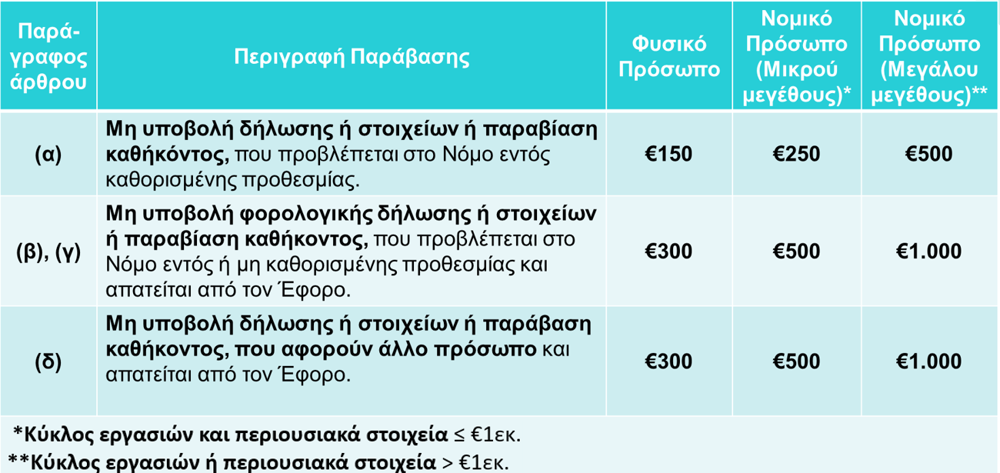 Παρά-
γραφος
άρθρου
Περιγραφή Παράβασης
Φυσικό
Πρόσωπο
Νομικό
Πρόσωπο
(Μικρού
μεγέθους)*
Νομικό
Πρόσωπο
(Μεγάλου
μεγέθους)**
(α)
Μη υποβολή δήλωσης ή στοιχείων ή παραβίαση
καθήκόντος, που προβλέπεται στο Νόμο εντός
καθορισμένης προθεσμίας.
€150
€250
€500
(β), (γ)
Μη υποβολή φορολογικής δήλωσης ή στοιχείων
ή παραβίαση καθήκοντος, που προβλέπεται στο
Νόμο εντός ή μη καθορισμένης προθεσμίας και
απατείται από τον Έφορο.
€300
€500
€1.000
(δ)
Μη υποβολή δήλωσης ή στοιχείων ή παράβαση
καθήκοντος, που αφορούν άλλο πρόσωπο και
απατείται από τον Έφορο.
€300
€500
€1.000
*Κύκλος εργασιών και περιουσιακά στοιχεία ≤ €1εκ.
**Κύκλος εργασιών ή περιουσιακά στοιχεία > €1εκ.